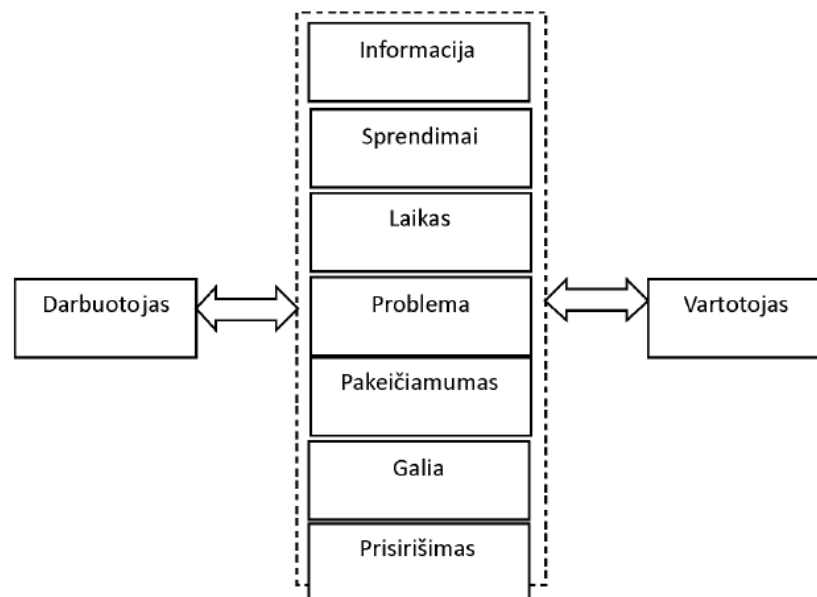 Informacija
Sprendimai
Laikas
Darbuotojas
Problema
Vartotojas
Pakeičiamumas
Galia
Prisirišimas